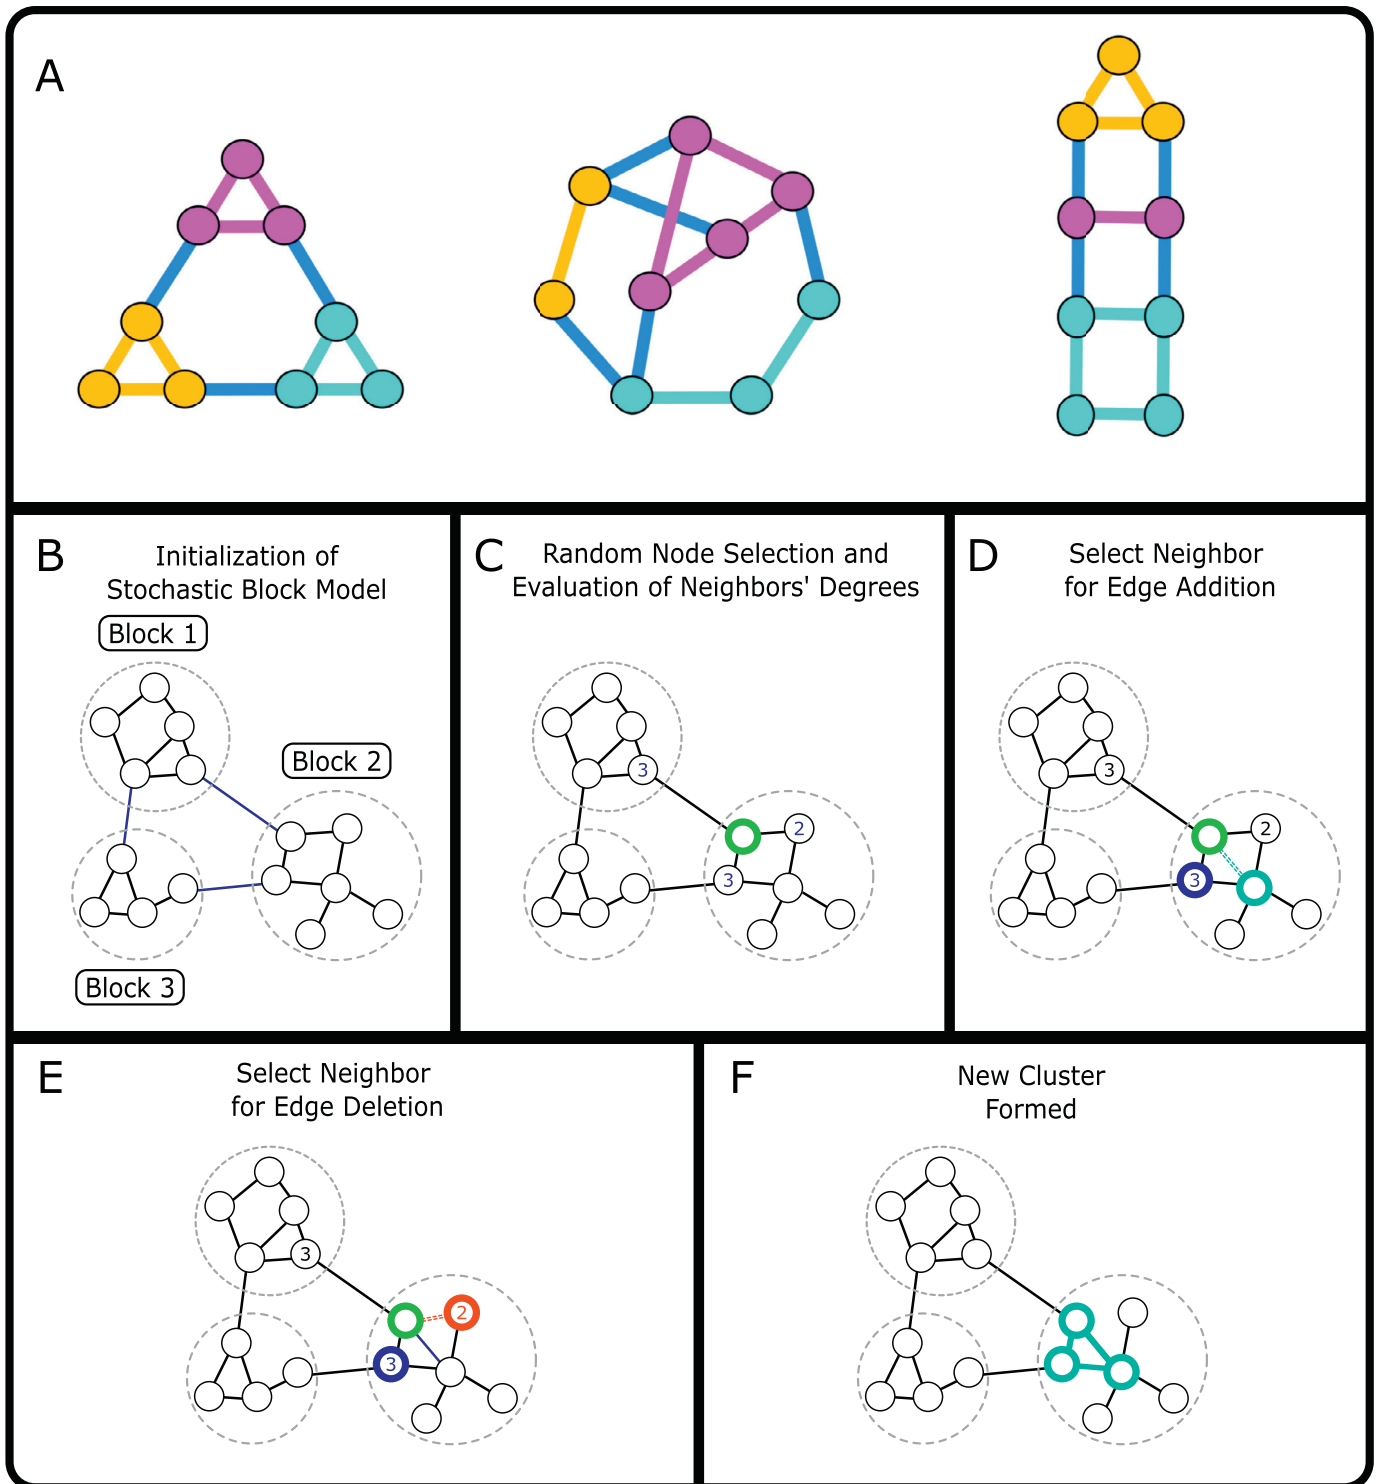 A
B
Initialization of
Stochastic Block Model
Block 1
Block 2
Block 3
C
Random Node Selection and
Evaluation of Neighbors' Degrees
3
2
3
D
Select Neighbor
for Edge Addition
3
2
3
E
Select Neighbor
for Edge Deletion
3
2
3
F
New Cluster
Formed